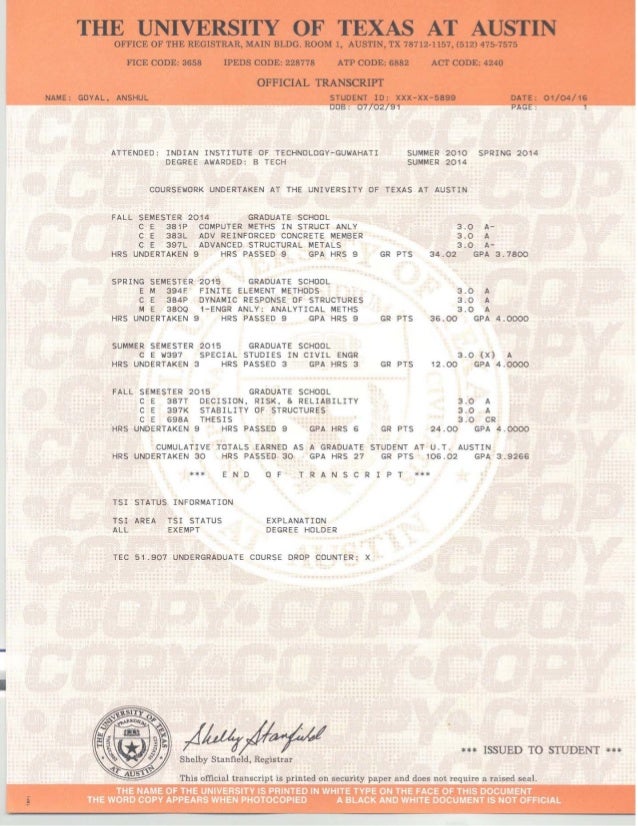 THE UNIVERSITY OF TEXAS AT AUSTIN
OFFICE OF THE REGISTRAR, MAIN BLDG. ROOM 1, AUSTIN, TX 78712-1157, (512) 475-7575
FICE CODE: 3658 IPEDS CODE: 228778 ATP CODE: 6882 ACT CODE: 4240
OFFICIAL TRANSCRIPT
NAME: GOYAL, ANSHUL STUDENT ID: XXX-XX-5899 DATE: 01/04/16
DOB: 07/02/91 PAGE: 1
ATTENDED: INDIAN INSTITUTE OF TECHNOLOGY-GUWAHATI SUMMER 2010 SPRING 2014
DEGREE AWARDED: B TECH SUMMER 2014
COURSEWORK UNDERTAKEN AT THE UNIVERSITY OF TEXAS AT AUSTIN
FALL SEMESTER 2014 GRADUATE SCHOOL
C E 381P COMPUTER METHS IN STRUCT ANLY 3.0 A-
C E 383L ADV REINFORCED CONCRETE MEMBER 3.0 A
C E 397L ADVANCED STRUCTURAL METALS 3.0 A-
HRS UNDERTAKEN 9 HRS PASSED 9 GPA HRS 9 GR PTS 34.02 GPA 3.7800
SPRING SEMESTER 2015 GRADUATE SCHOOL
E M 394F FINITE ELEMENT METHODS 3.0 A
C E 384P DYNAMIC RESPONSE OF STRUCTURES 3.0 A
M E 380Q 1-ENGR ANLY: ANALYTICAL METHS 3.0 A
HRS UNDERTAKEN 9 HRS PASSED 9 GPA HRS 9 GR PTS 36.00 GPA 4.0000
SUMMER SEMESTER 2015 GRADUATE SCHOOL
C E W397 SPECIAL STUDIES IN CIVIL ENGR 3.0 (X) A
HRS UNDERTAKEN 3 HRS PASSED 3 GPA HRS 3 GR PTS 12.00 GPA 4.0000
FALL SEMESTER 2015 GRADUATE SCHOOL
C E 387T DECISION, RISK, & RELIABILITY 3.0 A
C E 397K STABILITY OF STRUCTURES 3.0 A
C E 698A THESIS 3.0 CR
HRS UNDERTAKEN 9 HRS PASSED 9 GPA HRS 6 GR PTS 24.00 GPA 4.0000
CUMULATIVE TOTALS EARNED AS A GRADUATE STUDENT AT U.T. AUSTIN
HRS UNDERTAKEN 30 HRS PASSED 30 GPA HRS 27 GR PTS 106.02 GPA 3.9266
*** E N D O F T R A N S C R I P T ***
TSI STATUS INFORMATION
TSI AREA TSI STATUS EXPLANATION
ALL EXEMPT DEGREE HOLDER
TEC 51.907 UNDERGRADUATE COURSE DROP COUNTER: X
Shelby Stanfield
*** ISSUED TO STUDENT ***
Shelby Stanfield, Registrar
This official transcript is printed on security paper and does not require a raised seal.
THE NAME OF THE UNIVERSITY IS PRINTED IN WHITE TYPE ON THE FACE OF THIS DOCUMENT
THE WORD COPY APPEARS WHEN PHOTOCOPIED A BLACK AND WHITE DOCUMENT IS NOT OFFICIAL
COPY
THE UNIVERSITY OF TEXAS AT AUSTIN